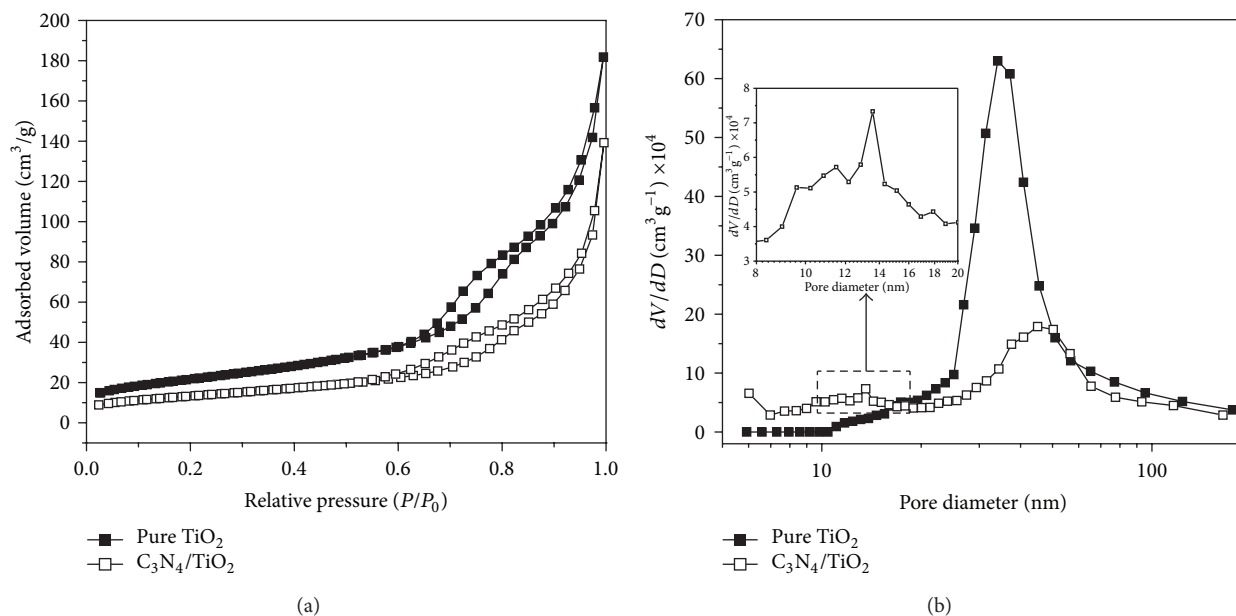 200
180
160
140
120
100
80
60
40
20
0
Adsorbed volume (cm³/g)
0.0 0.2 0.4 0.6 0.8 1.0
Relative pressure (P/P₀)
Pure TiO₂
C₃N₄/TiO₂
(a)
70
60
50
40
30
20
10
0
dV/dD (cm³ g⁻¹) ×10⁴
8
7
6
5
4
3
dV/dD (cm³ g⁻¹) ×10⁴
8 10 12 14 16 18 20
Pore diameter (nm)
10 100
Pore diameter (nm)
Pure TiO₂
C₃N₄/TiO₂
(b)